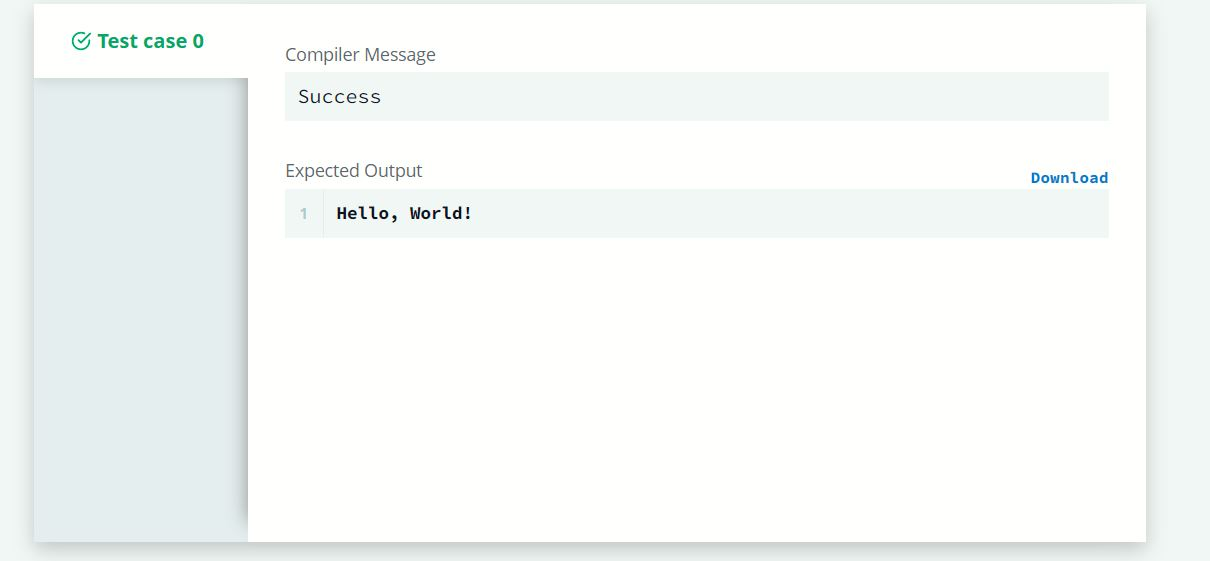 Test case 0
Compiler Message
Success
Expected Output
Download
1 Hello, World!